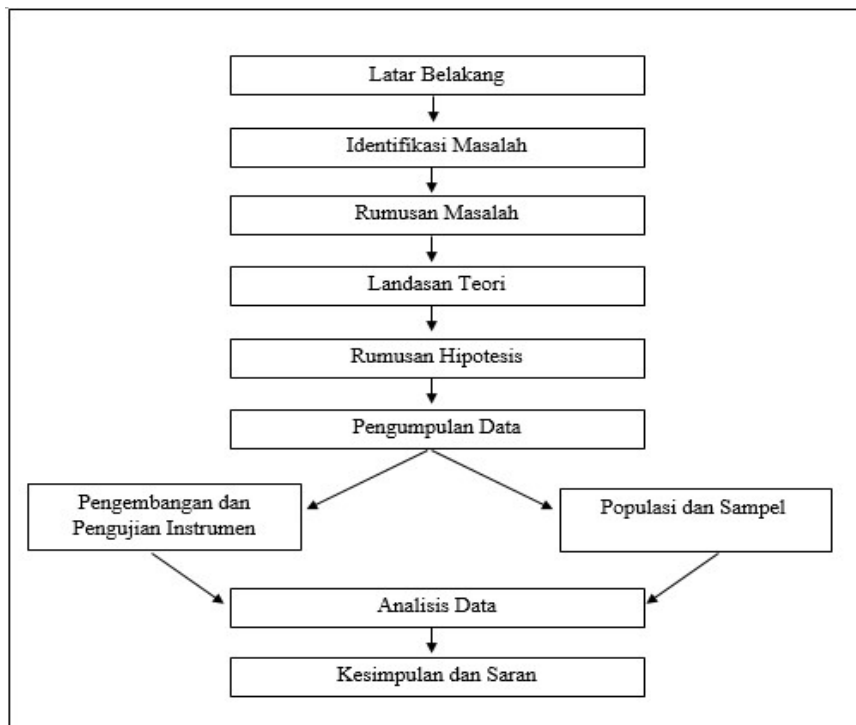 Latar Belakang
Identifikasi Masalah
Rumusan Masalah
Landasan Teori
Rumusan Hipotesis
Pengumpulan Data
Pengembangan dan
Pengujian Instrumen
Populasi dan Sampel
Analisis Data
Kesimpulan dan Saran